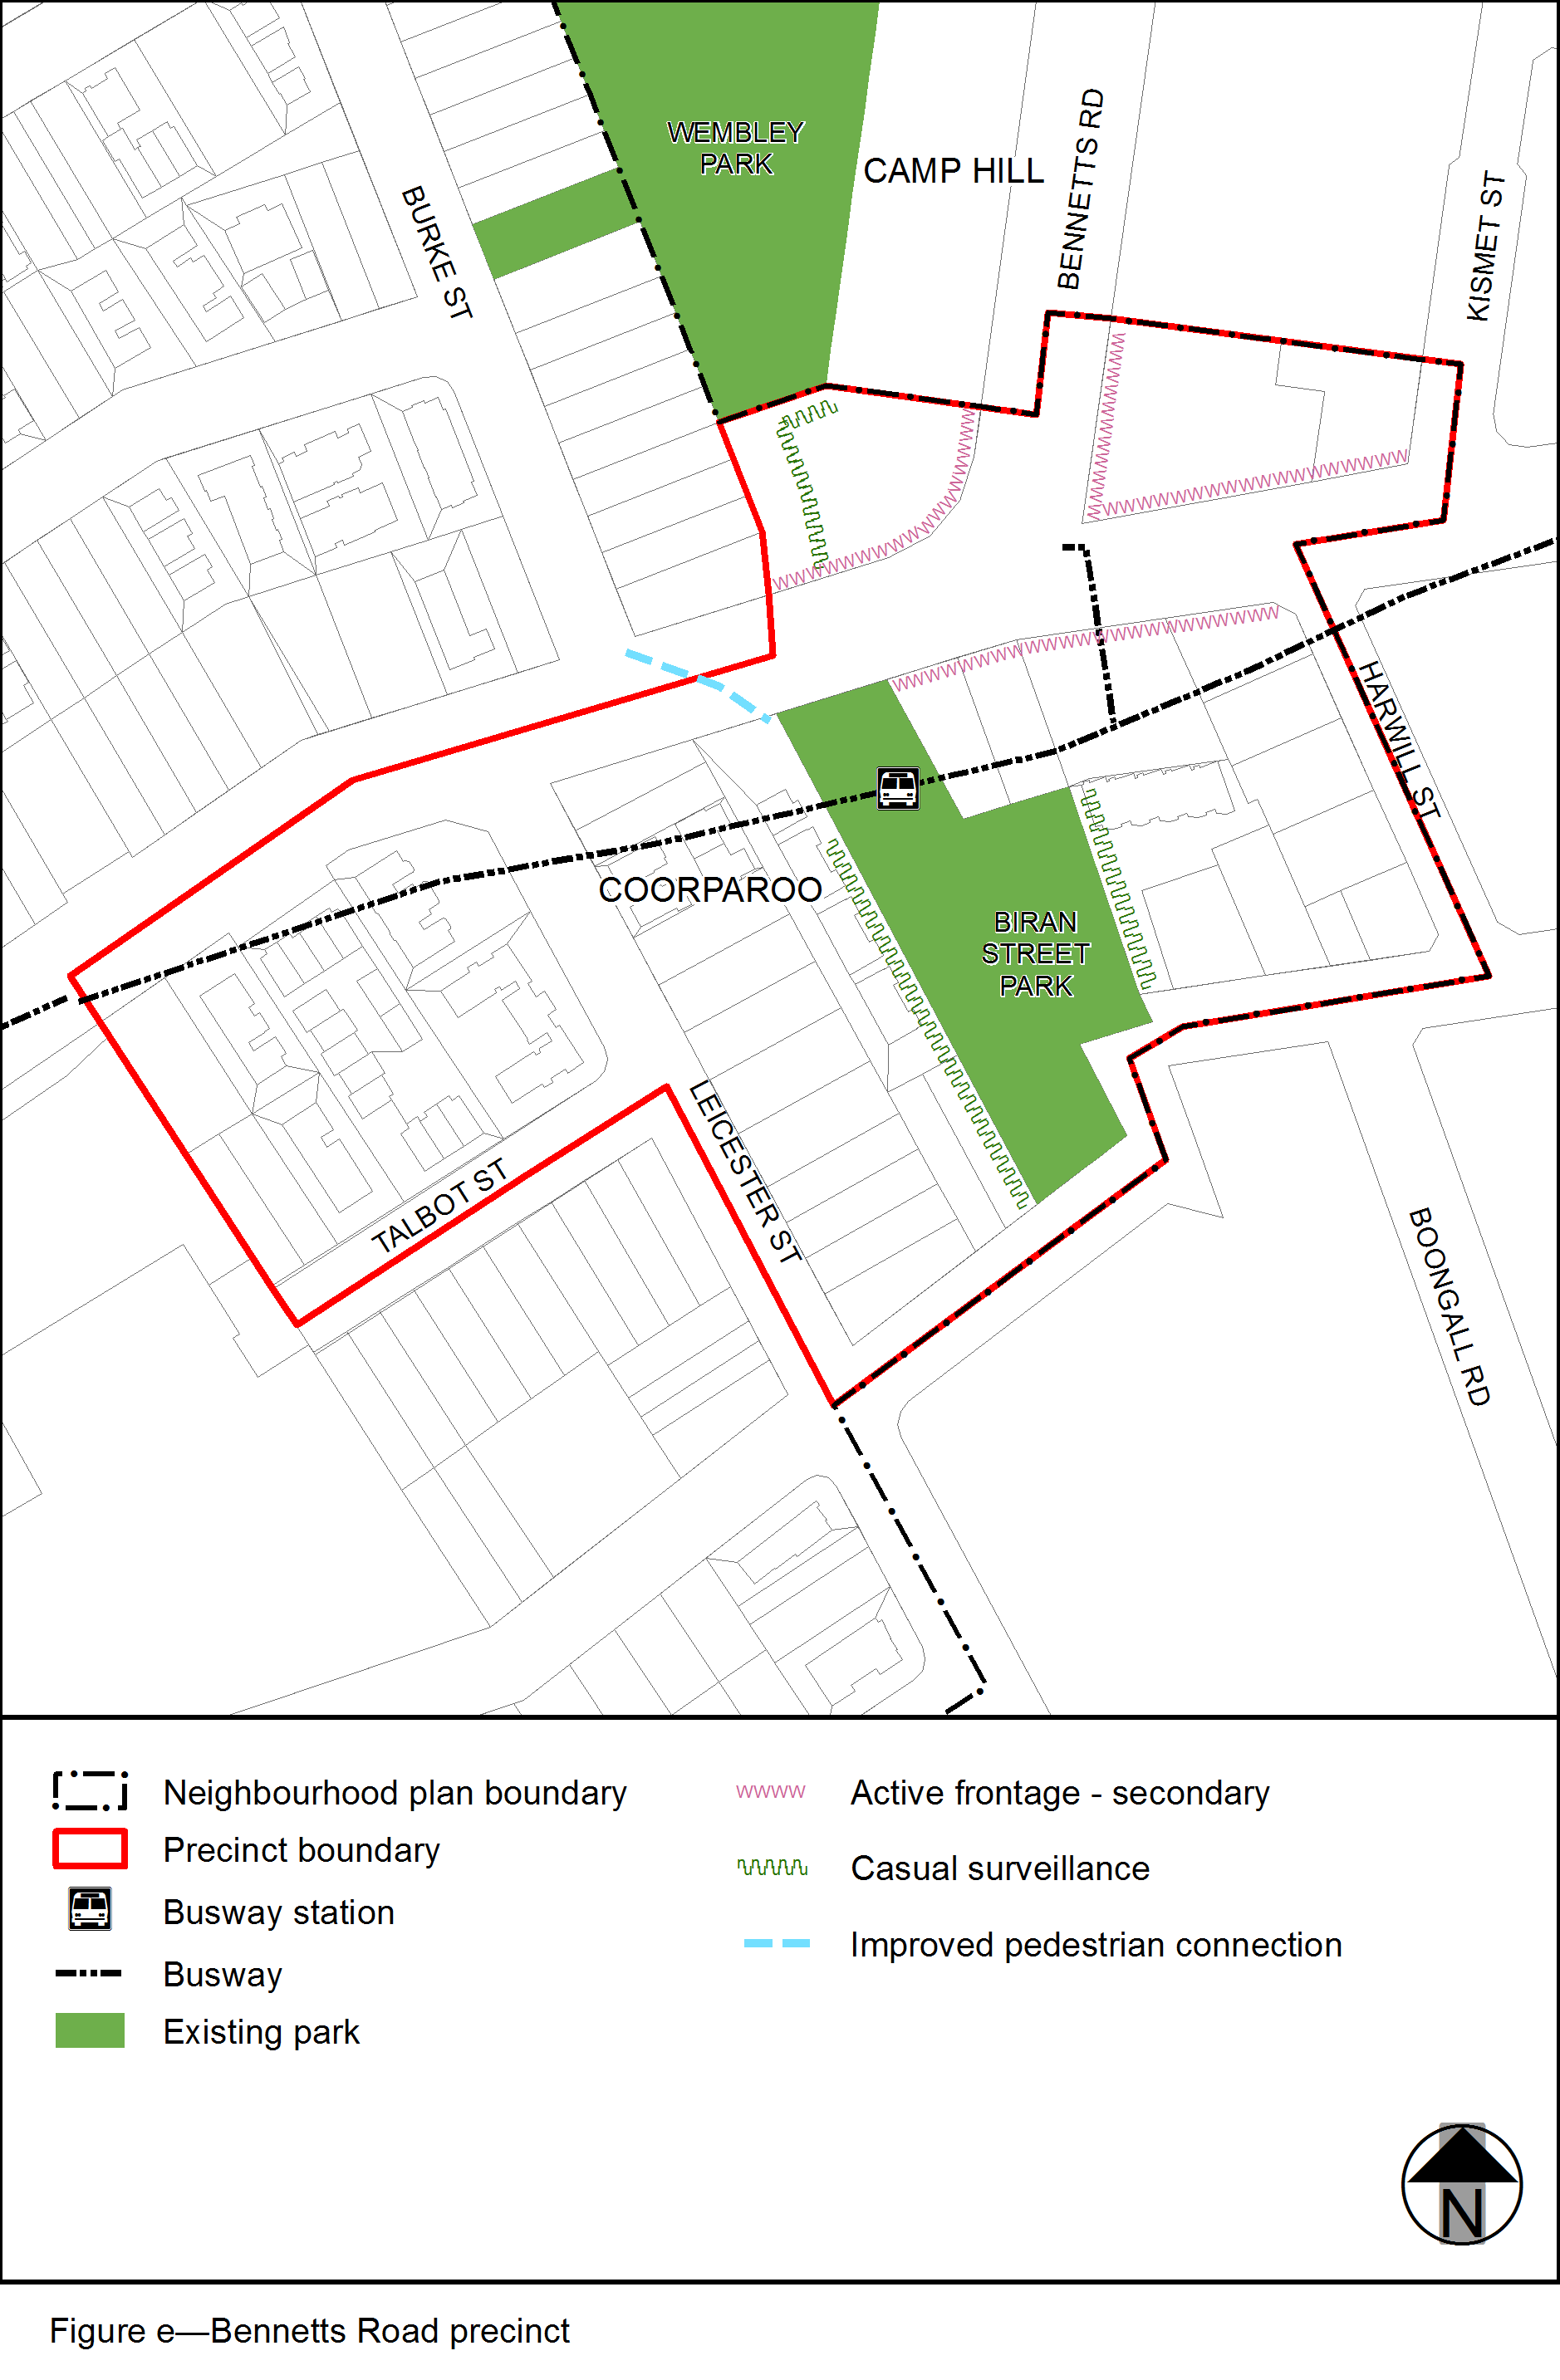 WEMBLEY
PARK
CAMP HILL
BENNETTS RD
KISMET ST
BURKE ST
HARWILL ST
COORPAROO
BIRAN
STREET
PARK
LEICESTER ST
TALBOT ST
BOONGALL RD
Neighbourhood plan boundary
Precinct boundary
Busway station
Busway
Existing park
Active frontage - secondary
Casual surveillance
Improved pedestrian connection
N
Figure e—Bennetts Road precinct